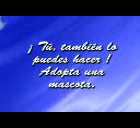 ¡ Tú, también lo
puedes hacer !
Adopta una
mascota.